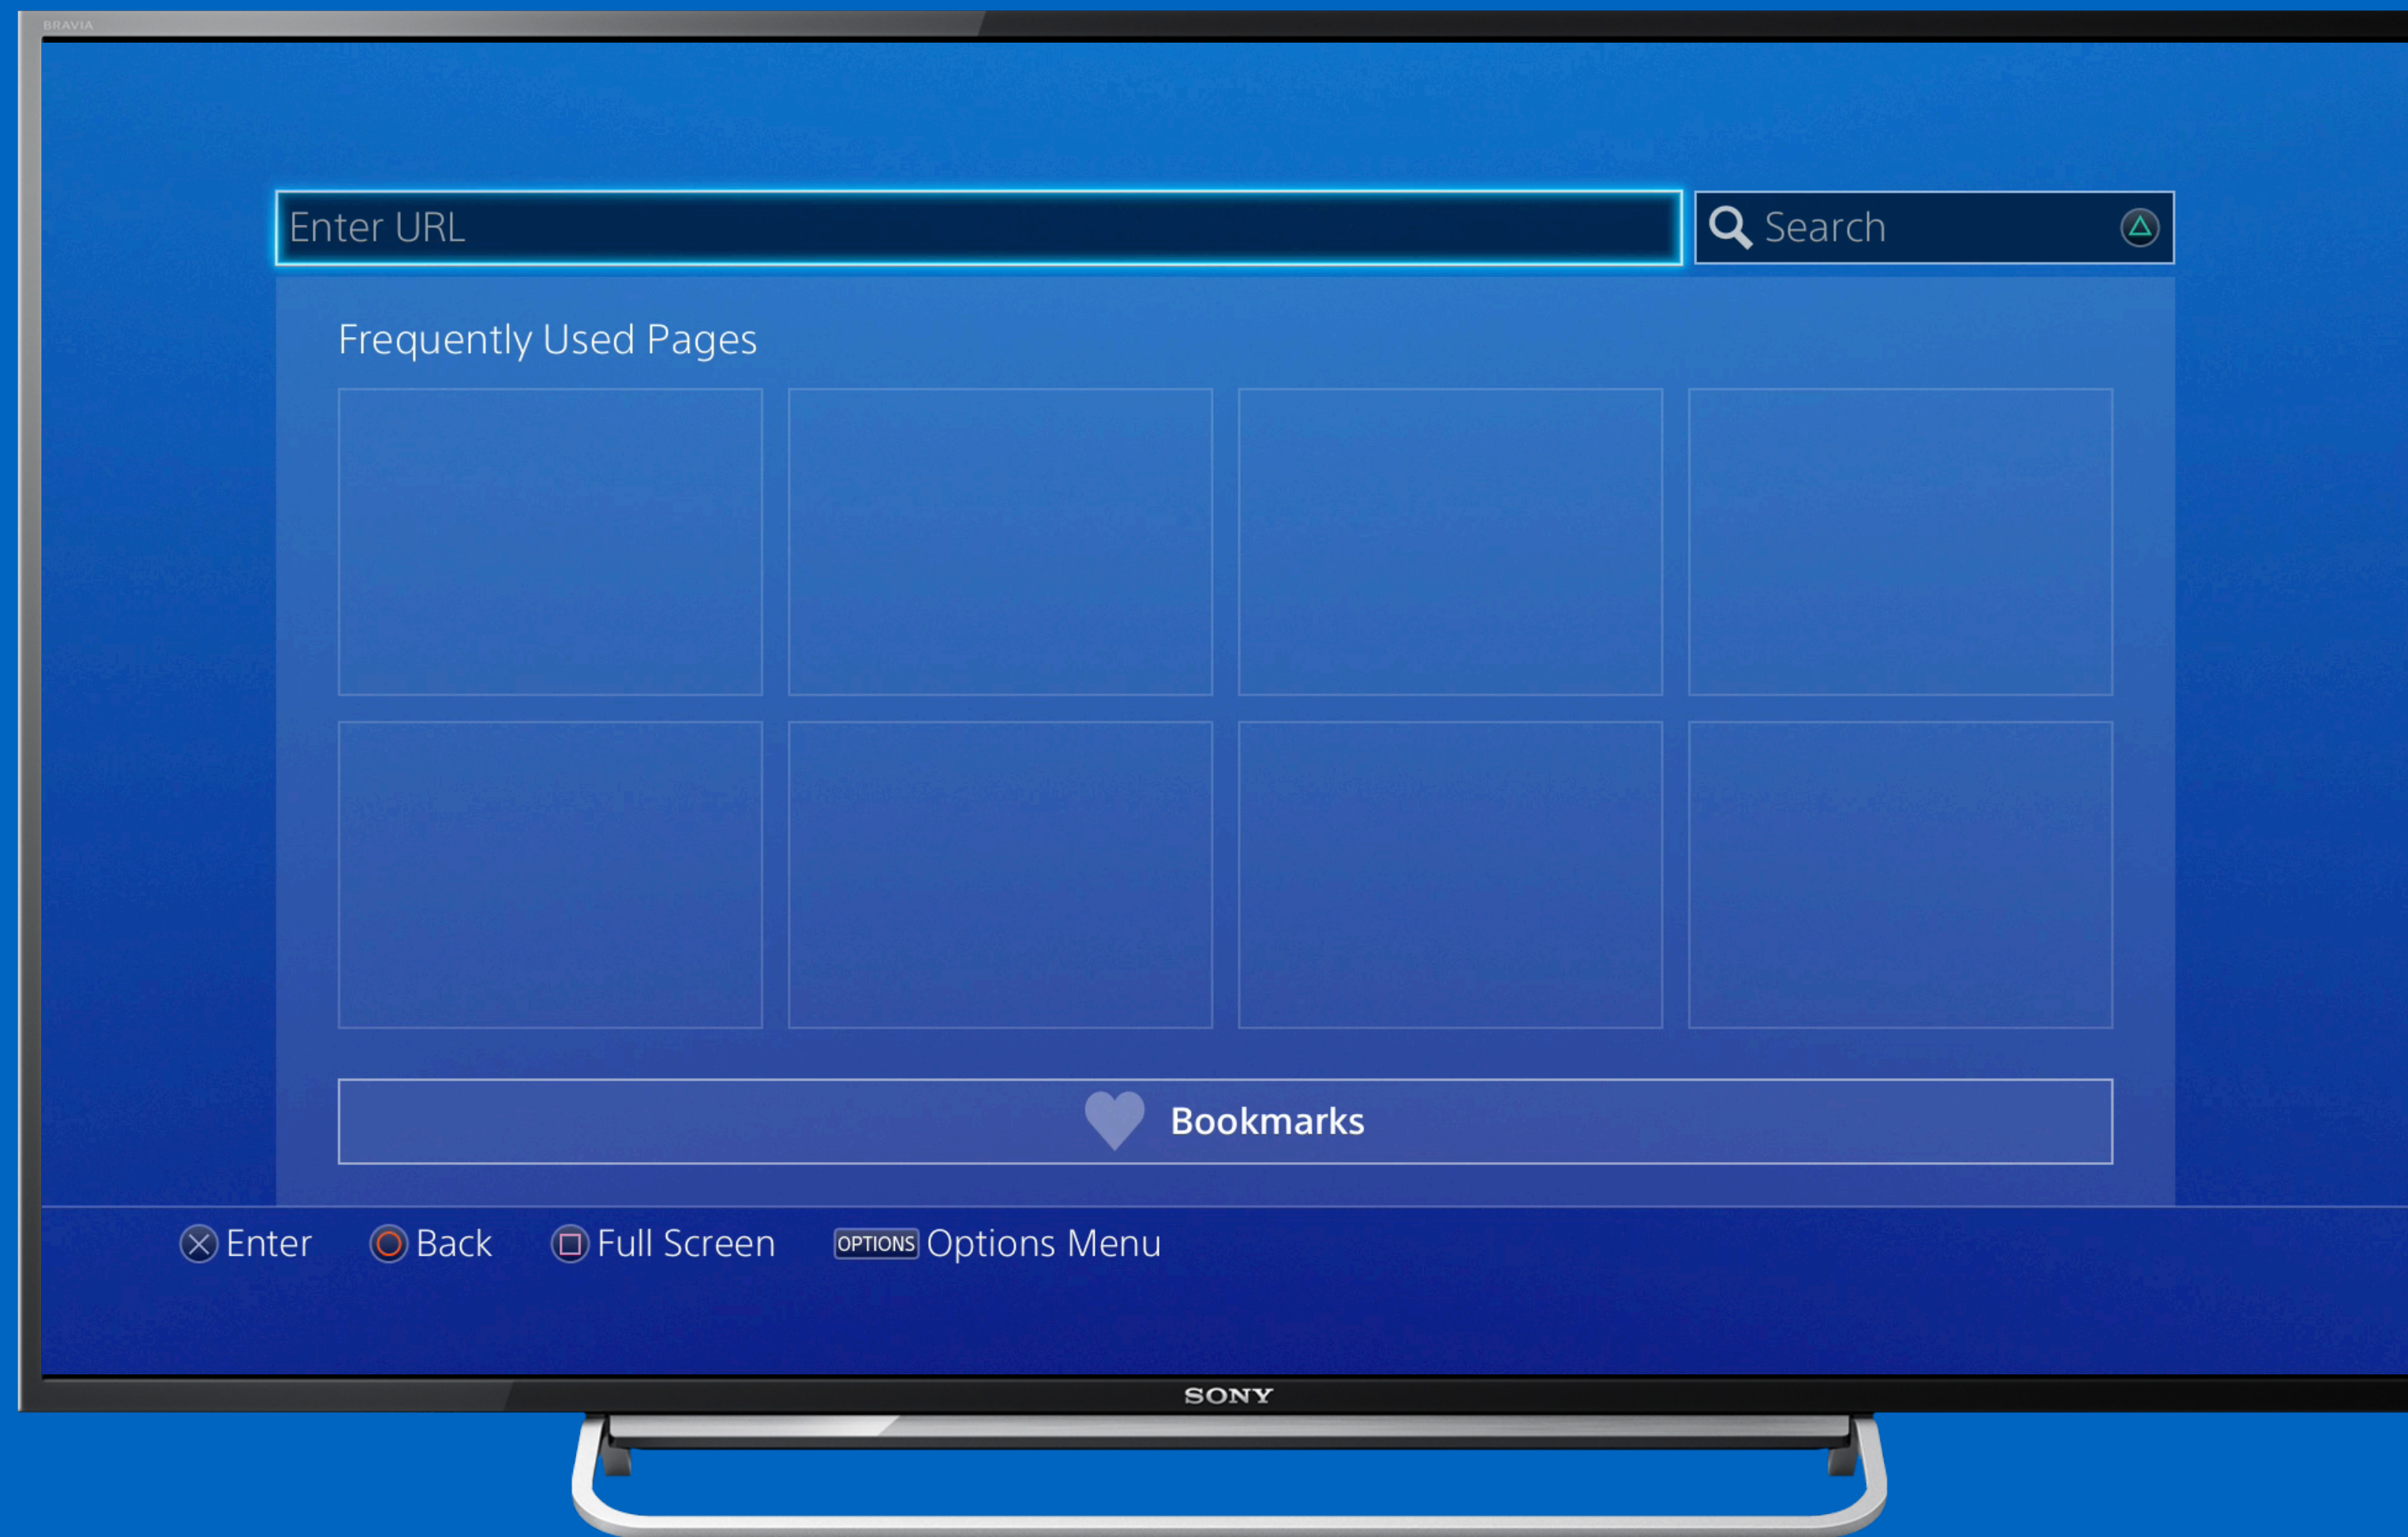 BRAVIA
Enter URL
Search
Frequently Used Pages
Bookmarks
Enter Back Full Screen OPTIONS Options Menu
SONY